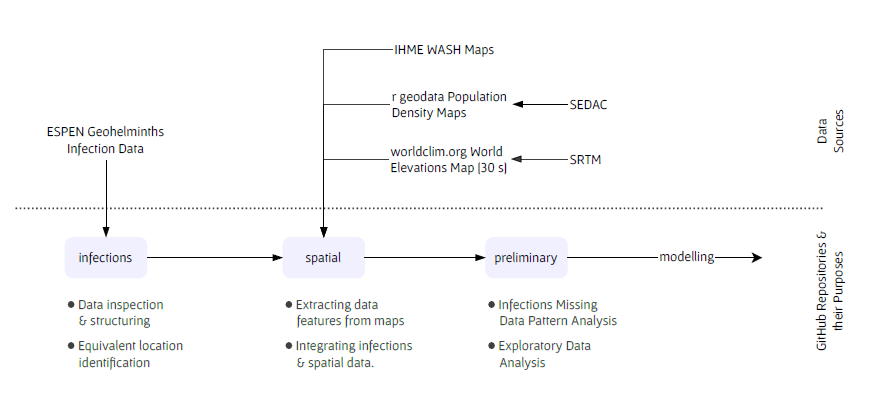 IHME WASH Maps
r geodata Population
Density Maps
SEDAC
ESPEN Geohelminths
Infection Data
worldclim.org World
Elevations Map (30 s)
SRTM
Data
Sources
infections
spatial
preliminary
modelling
● Data inspection
& structuring
● Equivalent location
identification
● Extracting data
features from maps
● Integrating infections
& spatial data.
● Infections Missing
Data Pattern Analysis
● Exploratory Data
Analysis
GitHub Repositories &
their Purposes